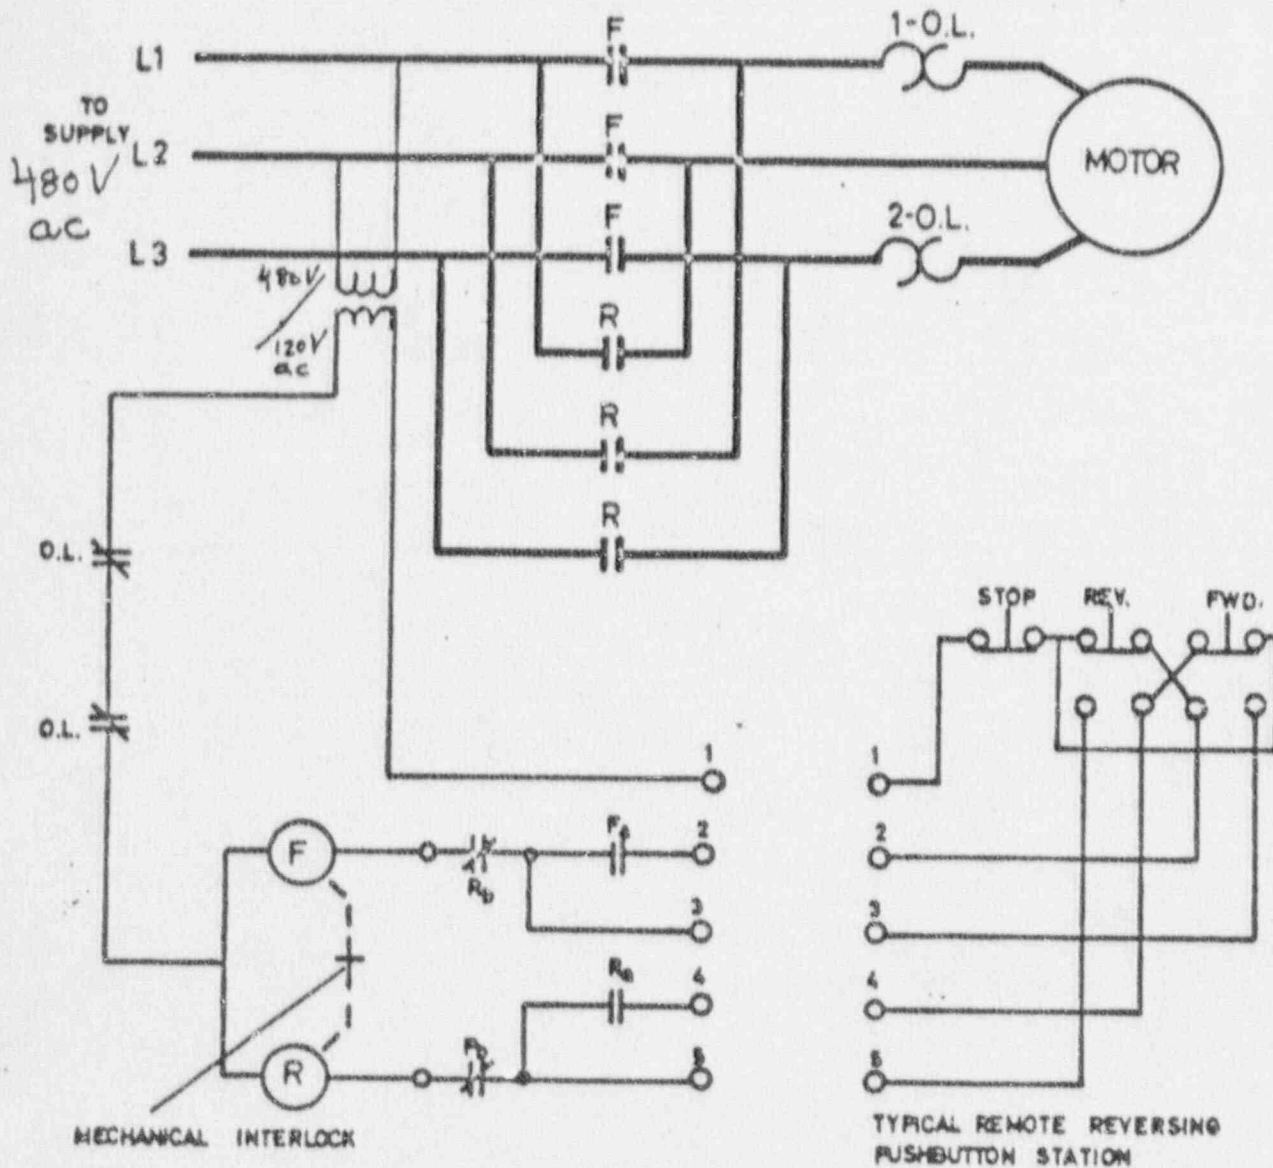 F
1-O.L.
L1
TO
SUPPLY
480V
ac
F
L2
MOTOR
F
2-O.L.
L3
480V
120V
ac
R
R
R
O.L.
STOP
REV.
FWD.
O.L.
1
1
F
Fa
2
2
Rb
3
3
Ra
4
4
R
Fb
5
5
MECHANICAL INTERLOCK
TYPICAL REMOTE REVERSING
PUSHBUTTON STATION